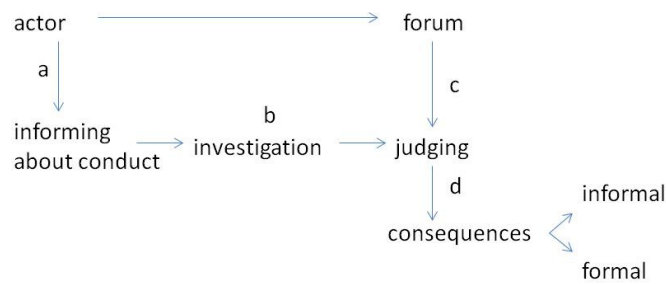 actor
forum
a
c
b
informing
about conduct
investigation
judging
d
informal
consequences
formal